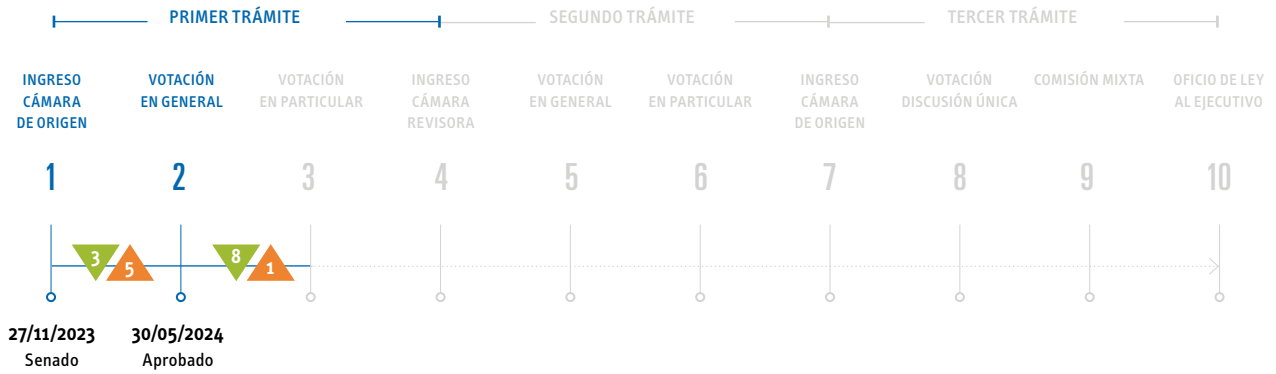 PRIMER TRÁMITE
SEGUNDO TRÁMITE
TERCER TRÁMITE
INGRESO
CÁMARA
DE ORIGEN
VOTACIÓN
EN GENERAL
VOTACIÓN
EN PARTICULAR
INGRESO
CÁMARA
REVISORA
VOTACIÓN
EN GENERAL
VOTACIÓN
EN PARTICULAR
INGRESO
CÁMARA
DE ORIGEN
VOTACIÓN
DISCUSIÓN ÚNICA
COMISIÓN MIXTA
OFICIO DE LEY
AL EJECUTIVO
1
2
3
4
5
6
7
8
9
10
3
5
8
1
27/11/2023
Senado
30/05/2024
Aprobado